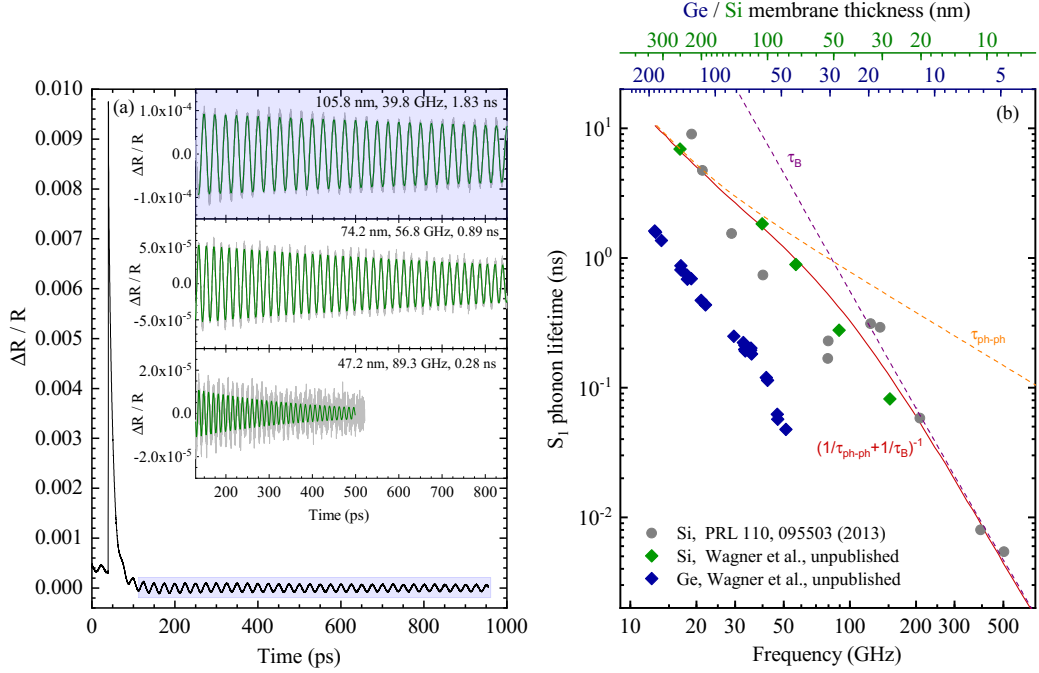 (a)
0.010
0.009
0.008
0.007
0.006
0.005
0.004
0.003
0.002
0.001
0.000
ΔR / R
0 200 400 600 800 1000
Time (ps)
105.8 nm, 39.8 GHz, 1.83 ns
1.0x10⁻⁴
0.0
-1.0x10⁻⁴
ΔR / R
74.2 nm, 56.8 GHz, 0.89 ns
5.0x10⁻⁵
0.0
-5.0x10⁻⁵
ΔR / R
47.2 nm, 89.3 GHz, 0.28 ns
2.0x10⁻⁵
0.0
-2.0x10⁻⁵
ΔR / R
200 300 400 500 600 700 800
Time (ps)
Ge / Si membrane thickness (nm)
300 200 100 50 30 20 10
200 100 50 30 20 10 5
(b)
10¹
10⁰
10⁻¹
10⁻²
S₁ phonon lifetime (ns)
τ_B
τ_ph-ph
(1/τ_ph-ph+1/τ_B)⁻¹
Si, PRL 110, 095503 (2013)
Si, Wagner et al., unpublished
Ge, Wagner et al., unpublished
10 20 30 50 100 200 300 500
Frequency (GHz)